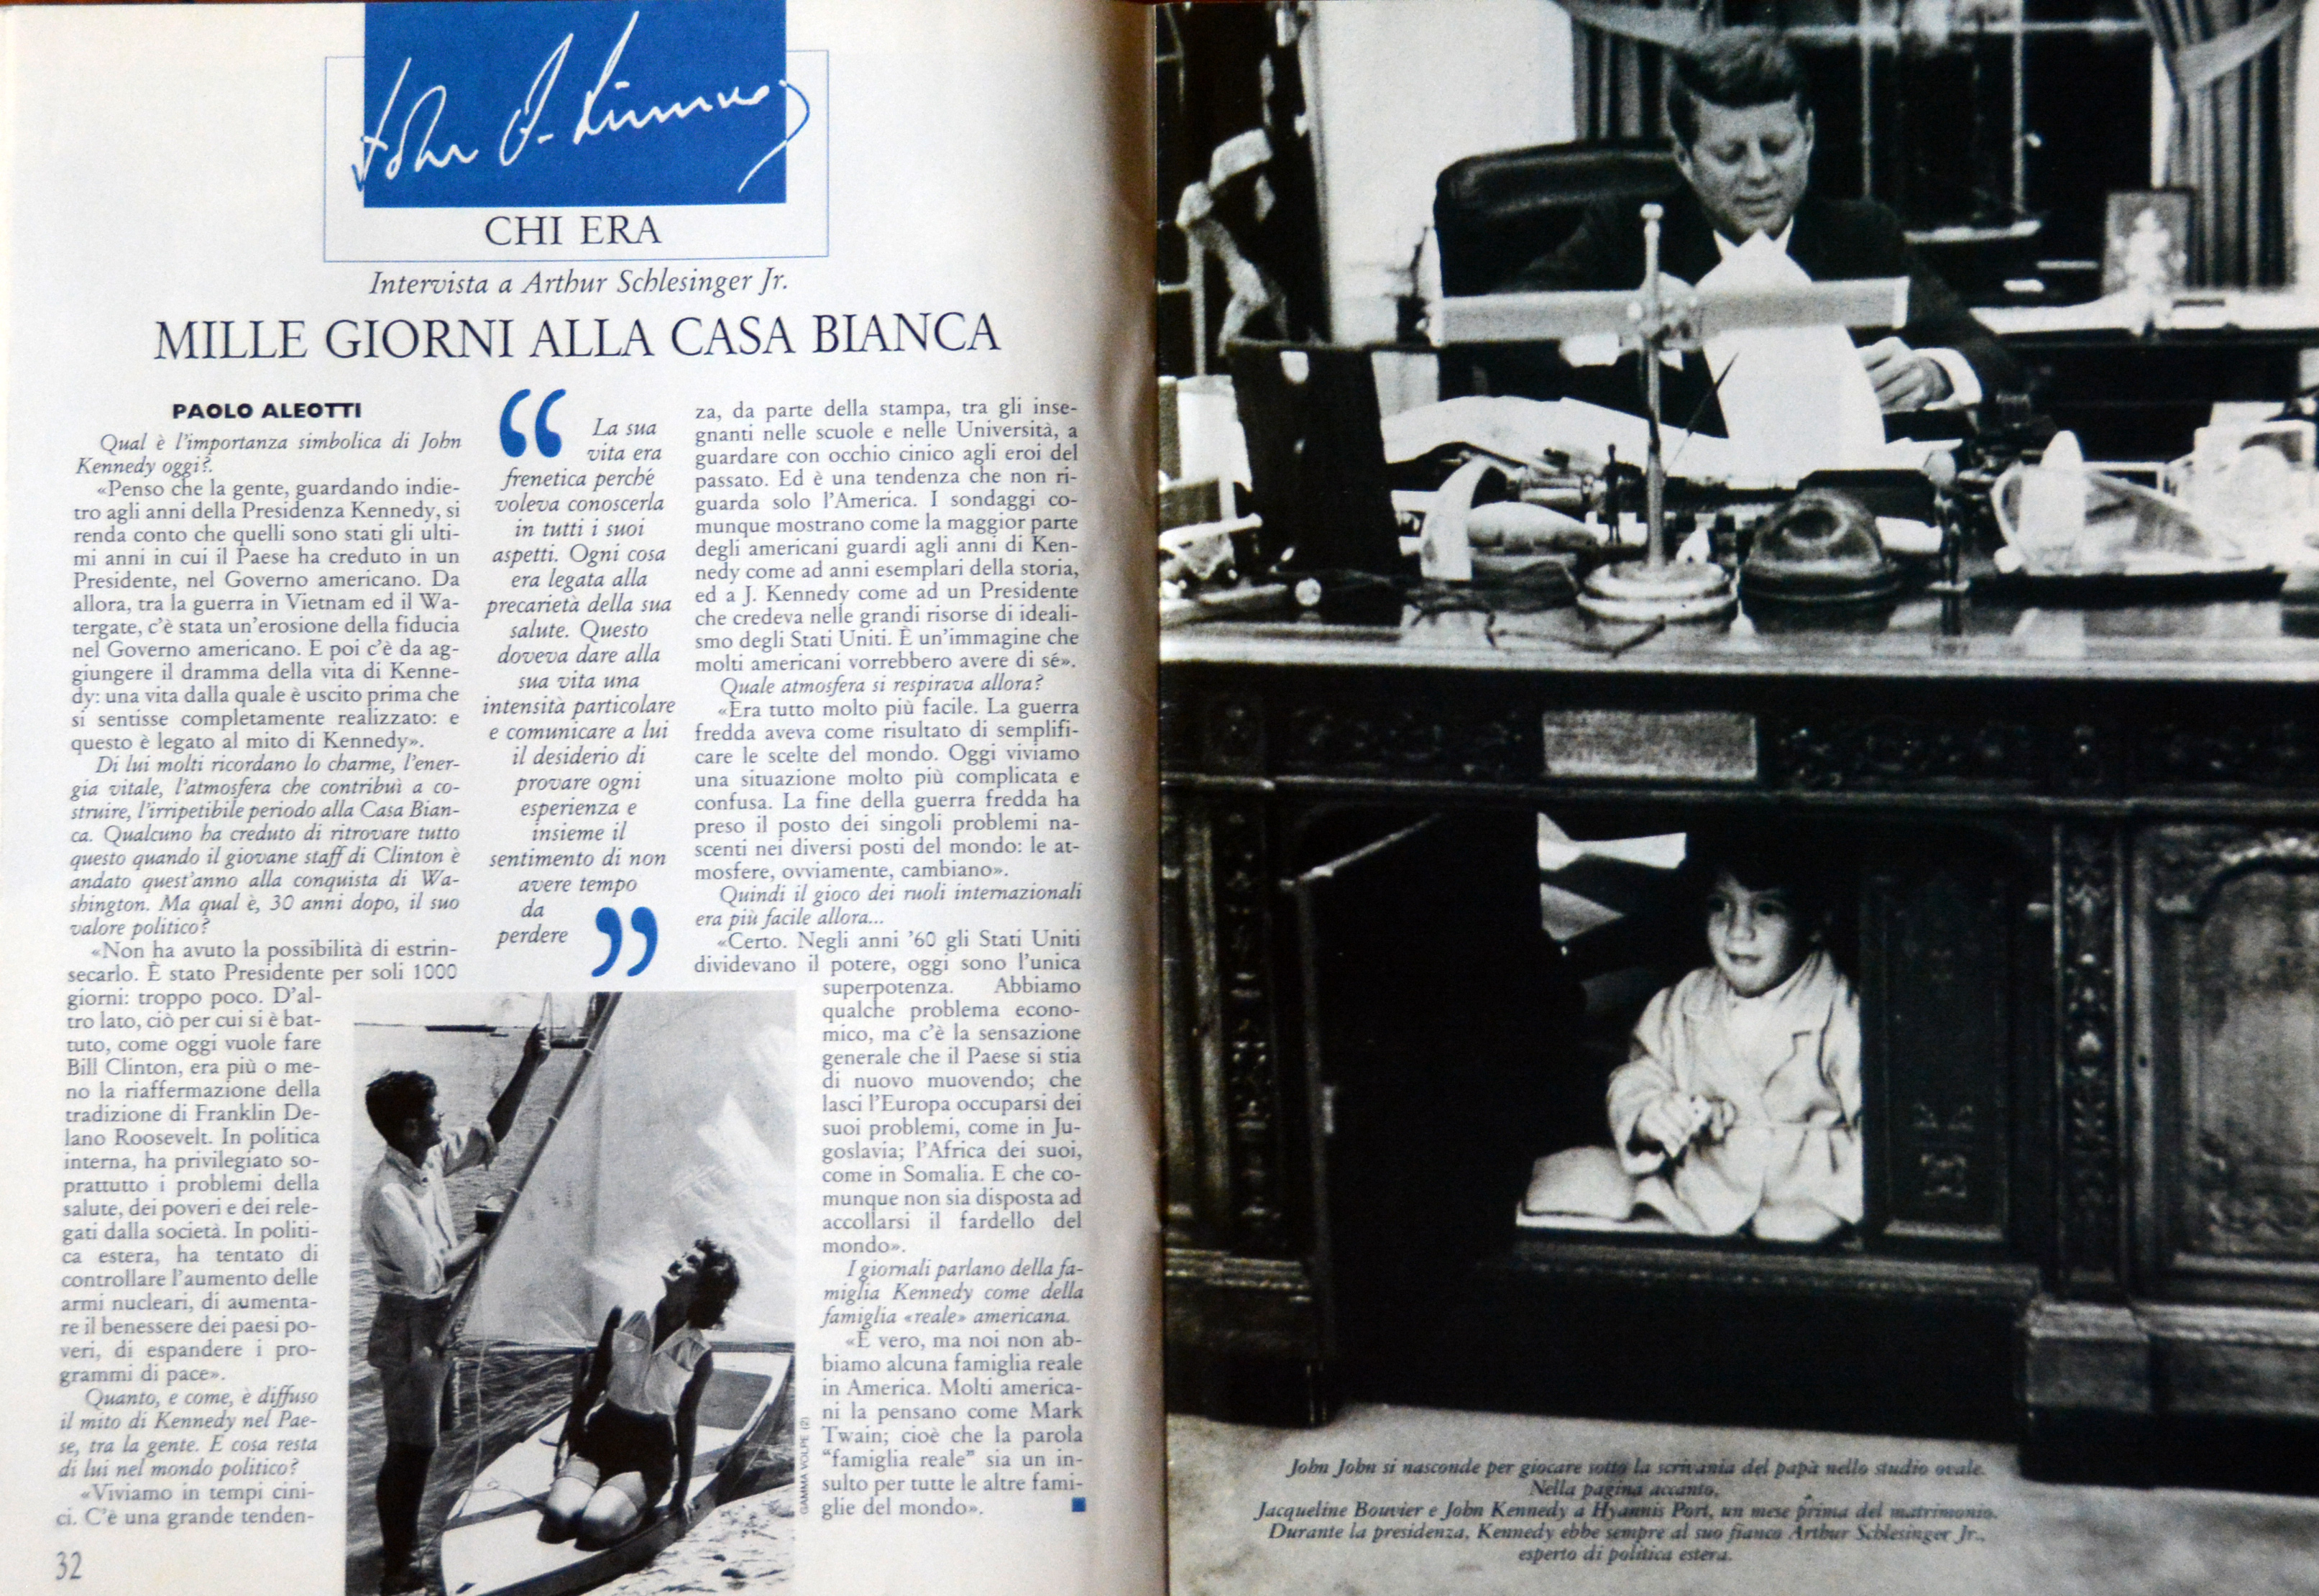 John F. Kennedy
CHI ERA
Intervista a Arthur Schlesinger Jr.
MILLE GIORNI ALLA CASA BIANCA
PAOLO ALEOTTI
Qual è l'importanza simbolica di John
Kennedy oggi?.
«Penso che la gente, guardando indie-
tro agli anni della Presidenza Kennedy, si
renda conto che quelli sono stati gli ulti-
mi anni in cui il Paese ha creduto in un
Presidente, nel Governo americano. Da
allora, tra la guerra in Vietnam ed il Wa-
tergate, c'è stata un'erosione della fiducia
nel Governo americano. E poi c'è da ag-
giungere il dramma della vita di Kenne-
dy: una vita dalla quale è uscito prima che
si sentisse completamente realizzato: e
questo è legato al mito di Kennedy».
Di lui molti ricordano lo charme, l'ener-
gia vitale, l'atmosfera che contribuì a co-
struire, l'irripetibile periodo alla Casa Bian-
ca. Qualcuno ha creduto di ritrovare tutto
questo quando il giovane staff di Clinton è
andato quest'anno alla conquista di Wa-
shington. Ma qual è, 30 anni dopo, il suo
valore politico?
«Non ha avuto la possibilità di estrin-
secarlo. È stato Presidente per soli 1000
giorni: troppo poco. D'al-
tro lato, ciò per cui si è bat-
tuto, come oggi vuole fare
Bill Clinton, era più o me-
no la riaffermazione della
tradizione di Franklin De-
lano Roosevelt. In politica
interna, ha privilegiato so-
prattutto i problemi della
salute, dei poveri e dei rele-
gati dalla società. In politi-
ca estera, ha tentato di
controllare l'aumento delle
armi nucleari, di aumenta-
re il benessere dei paesi po-
veri, di espandere i pro-
grammi di pace».
Quanto, e come, è diffuso
il mito di Kennedy nel Pae-
se, tra la gente. E cosa resta
di lui nel mondo politico?
«Viviamo in tempi cini-
ci. C'è una grande tenden-
32
“ La sua
vita era
frenetica perché
voleva conoscerla
in tutti i suoi
aspetti. Ogni cosa
era legata alla
precarietà della sua
salute. Questo
doveva dare alla
sua vita una
intensità particolare
e comunicare a lui
il desiderio di
provare ogni
esperienza e
insieme il
sentimento di non
avere tempo
da
perdere ”
za, da parte della stampa, tra gli inse-
gnanti nelle scuole e nelle Università, a
guardare con occhio cinico agli eroi del
passato. Ed è una tendenza che non ri-
guarda solo l'America. I sondaggi co-
munque mostrano come la maggior parte
degli americani guardi agli anni di Ken-
nedy come ad anni esemplari della storia,
ed a J. Kennedy come ad un Presidente
che credeva nelle grandi risorse di ideali-
smo degli Stati Uniti. È un'immagine che
molti americani vorrebbero avere di sé».
Quale atmosfera si respirava allora?
«Era tutto molto più facile. La guerra
fredda aveva come risultato di semplifi-
care le scelte del mondo. Oggi viviamo
una situazione molto più complicata e
confusa. La fine della guerra fredda ha
preso il posto dei singoli problemi na-
scenti nei diversi posti del mondo: le at-
mosfere, ovviamente, cambiano».
Quindi il gioco dei ruoli internazionali
era più facile allora...
«Certo. Negli anni '60 gli Stati Uniti
dividevano il potere, oggi sono l'unica
superpotenza. Abbiamo
qualche problema econo-
mico, ma c'è la sensazione
generale che il Paese si stia
di nuovo muovendo; che
lasci l'Europa occuparsi dei
suoi problemi, come in Ju-
goslavia; l'Africa dei suoi,
come in Somalia. E che co-
munque non sia disposta ad
accollarsi il fardello del
mondo».
I giornali parlano della fa-
miglia Kennedy come della
famiglia «reale» americana.
«È vero, ma noi non ab-
biamo alcuna famiglia reale
in America. Molti america-
ni la pensano come Mark
Twain; cioè che la parola
“famiglia reale” sia un in-
sulto per tutte le altre fami-
glie del mondo».
GAMMA VOLPE (2)
John John si nasconde per giocare sotto la scrivania del papà nello studio ovale.
Nella pagina accanto,
Jacqueline Bouvier e John Kennedy a Hyannis Port, un mese prima del matrimonio.
Durante la presidenza, Kennedy ebbe sempre al suo fianco Arthur Schlesinger Jr.,
esperto di politica estera.